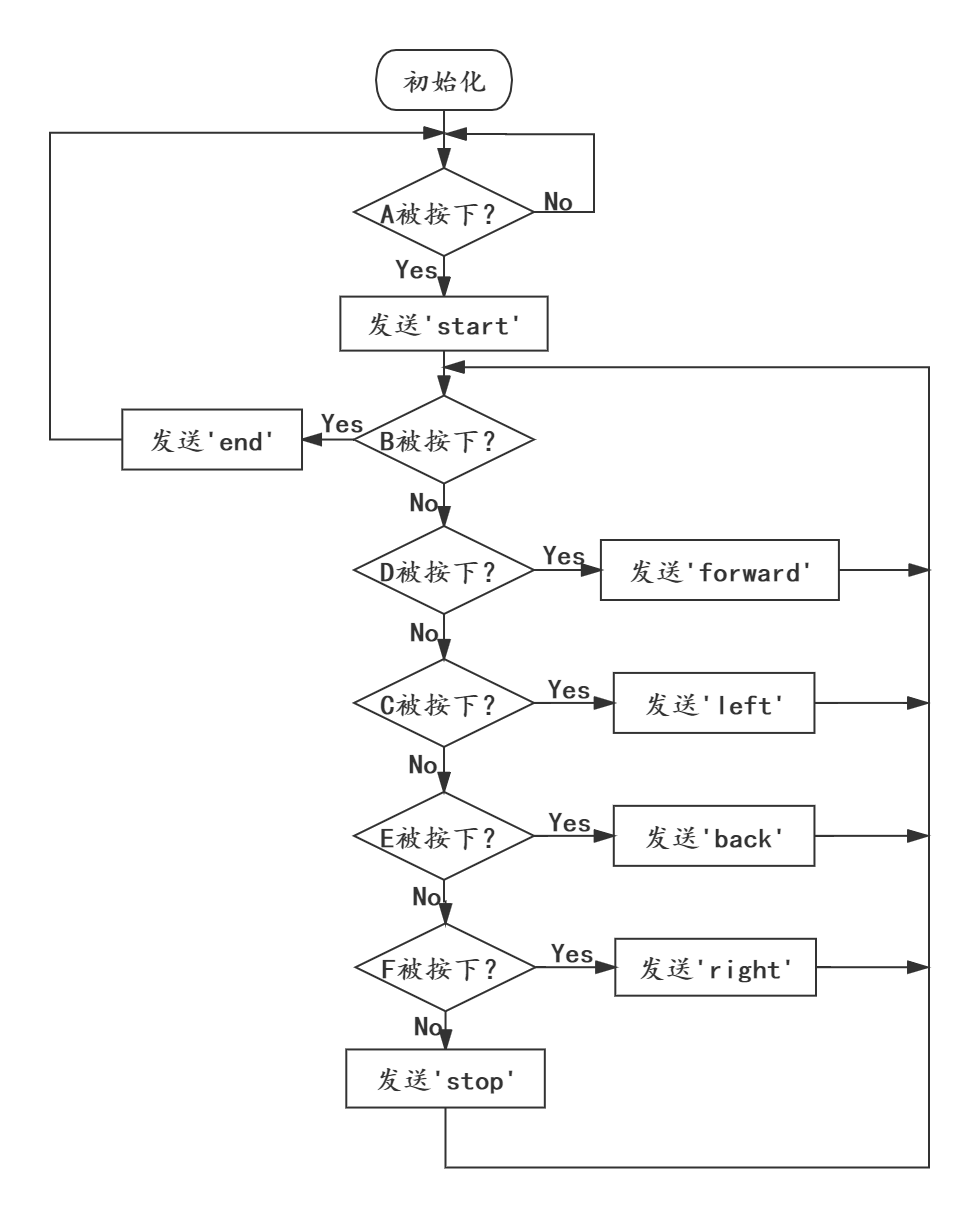 初始化
A被按下?
No
Yes
发送'start'
发送'end'
Yes
B被按下?
No
D被按下?
Yes
发送'forward'
No
C被按下?
Yes
发送'left'
No
E被按下?
Yes
发送'back'
No
F被按下?
Yes
发送'right'
No
发送'stop'